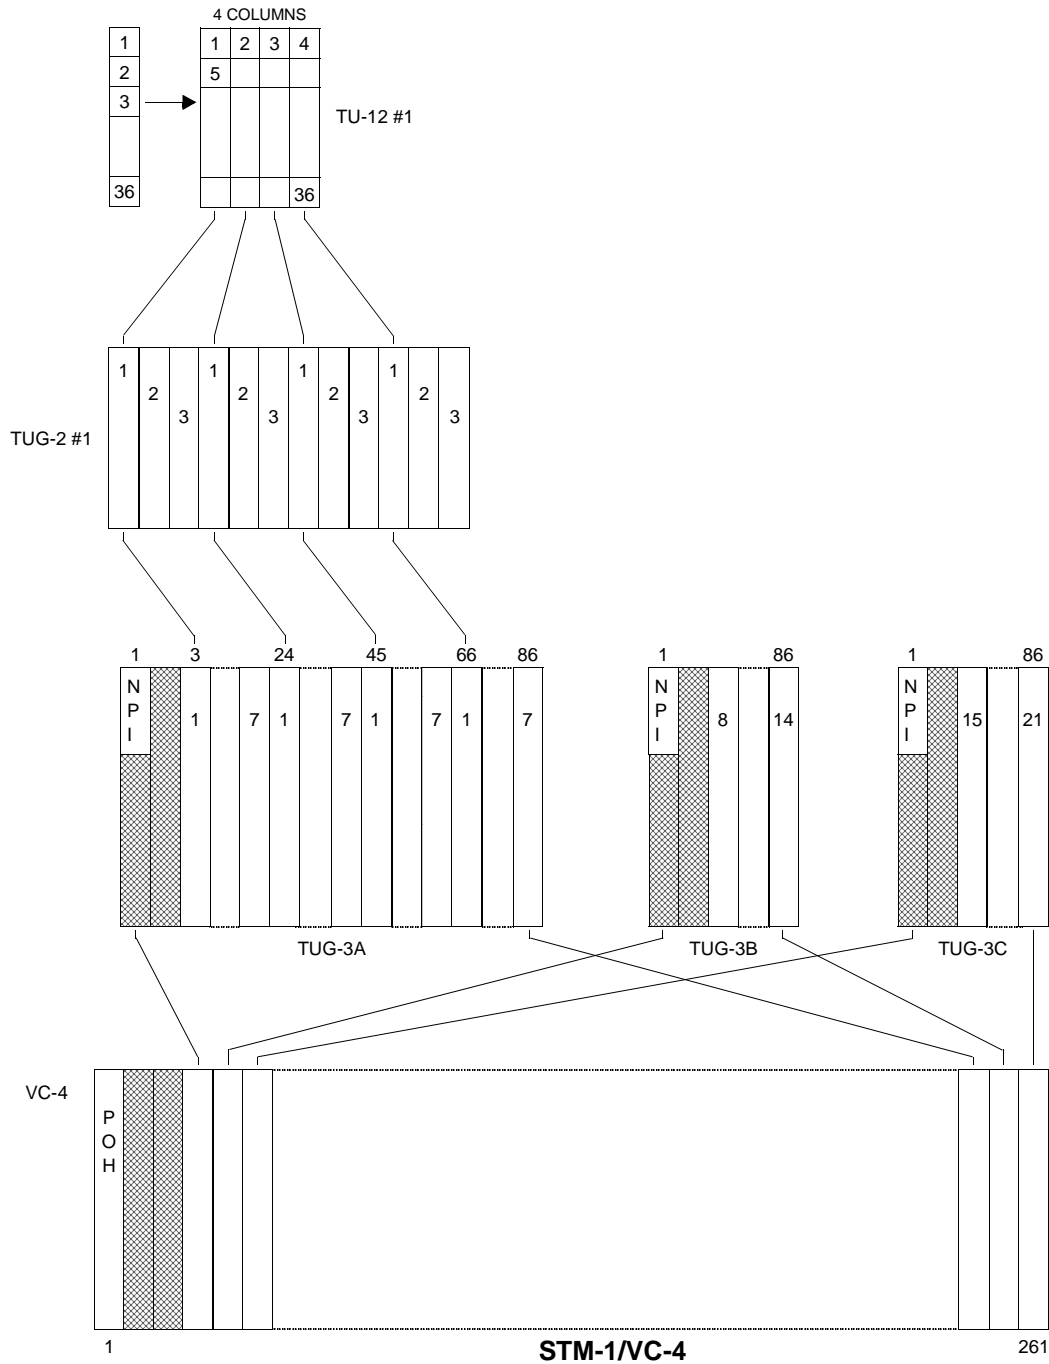 4 COLUMNS
1
2
3
36
1 2 3 4
5
36
TU-12 #1
TUG-2 #1
1 2 3 1 2 3 1 2 3 1 2 3
1 3 24 45 66 86
N
P
I
1 7 1 7 1 7 1 7
TUG-3A
1 86
N
P
I
8 14
TUG-3B
1 86
N
P
I
15 21
TUG-3C
VC-4
P
O
H
1
STM-1/VC-4
261